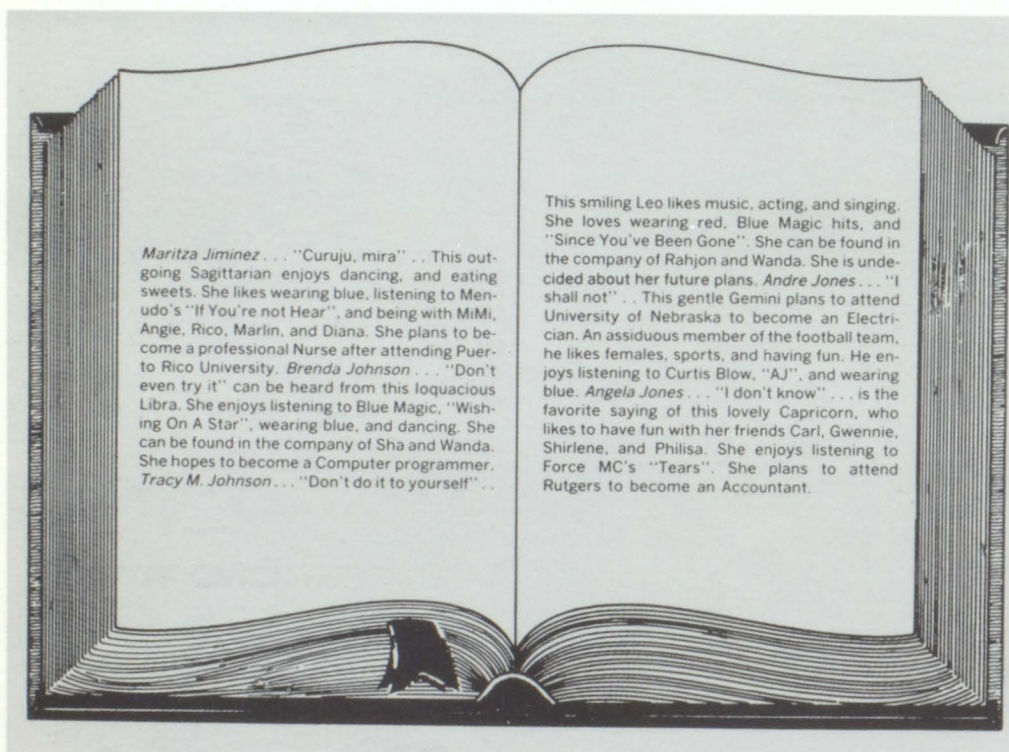 Maritza Jiminez . . . "Curuju, mira" . . This out-
going Sagittarian enjoys dancing, and eating
sweets. She likes wearing blue, listening to Men-
udo's "If You're not Hear", and being with MiMi,
Angie, Rico, Marlin, and Diana. She plans to be-
come a professional Nurse after attending Puer-
to Rico University. Brenda Johnson . . . "Don't
even try it" can be heard from this loquacious
Libra. She enjoys listening to Blue Magic, "Wish-
ing On A Star", wearing blue, and dancing. She
can be found in the company of Sha and Wanda.
She hopes to become a Computer programmer.
Tracy M. Johnson . . . "Don't do it to yourself" . .
This smiling Leo likes music, acting, and singing.
She loves wearing red, Blue Magic hits, and
"Since You've Been Gone". She can be found in
the company of Rahjon and Wanda. She is unde-
cided about her future plans. Andre Jones . . . "I
shall not" . . This gentle Gemini plans to attend
University of Nebraska to become an Electri-
cian. An assiduous member of the football team,
he likes females, sports, and having fun. He en-
joys listening to Curtis Blow, "AJ", and wearing
blue. Angela Jones . . . "I don't know" . . . is the
favorite saying of this lovely Capricorn, who
likes to have fun with her friends Carl, Gwennie,
Shirlene, and Philisa. She enjoys listening to
Force MC's "Tears". She plans to attend
Rutgers to become an Accountant.